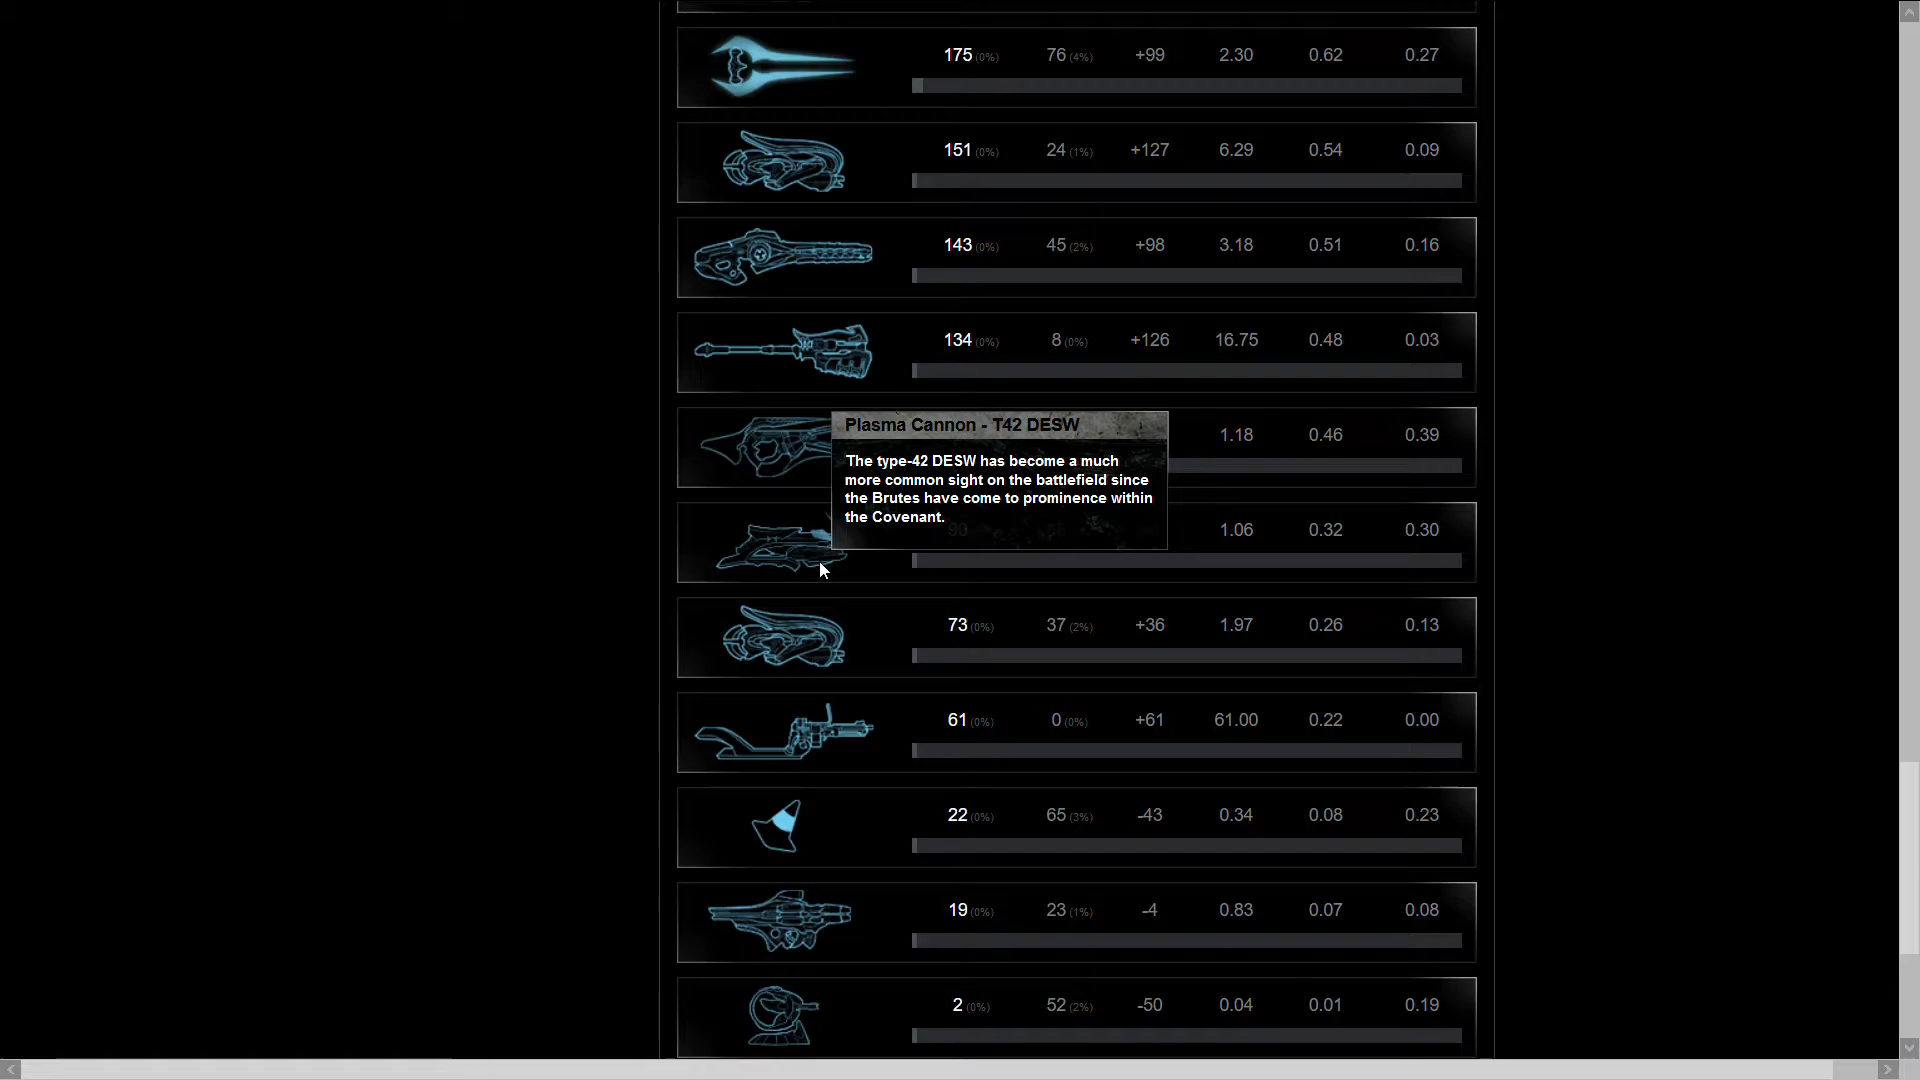 175 (0%) 76 (4%) +99 2.30 0.62 0.27
151 (0%) 24 (1%) +127 6.29 0.54 0.09
143 (0%) 45 (2%) +98 3.18 0.51 0.16
134 (0%) 8 (0%) +126 16.75 0.48 0.03
Plasma Cannon - T42 DESW
1.18 0.46 0.39
The type-42 DESW has become a much
more common sight on the battlefield since
the Brutes have come to prominence within
the Covenant.
1.06 0.32 0.30
73 (0%) 37 (2%) +36 1.97 0.26 0.13
61 (0%) 0 (0%) +61 61.00 0.22 0.00
22 (0%) 65 (3%) -43 0.34 0.08 0.23
19 (0%) 23 (1%) -4 0.83 0.07 0.08
2 (0%) 52 (2%) -50 0.04 0.01 0.19